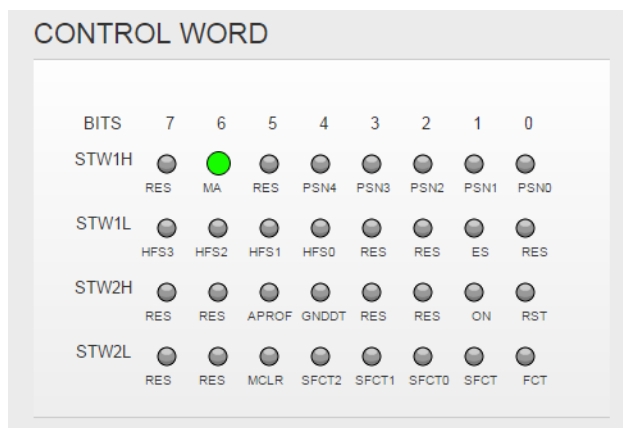 CONTROL WORD
BITS 7 6 5 4 3 2 1 0
STW1H
RES MA RES PSN4 PSN3 PSN2 PSN1 PSN0
STW1L
HFS3 HFS2 HFS1 HFS0 RES RES ES RES
STW2H
RES RES APROF GNDDT RES RES ON RST
STW2L
RES RES MCLR SFCT2 SFCT1 SFCT0 SFCT FCT